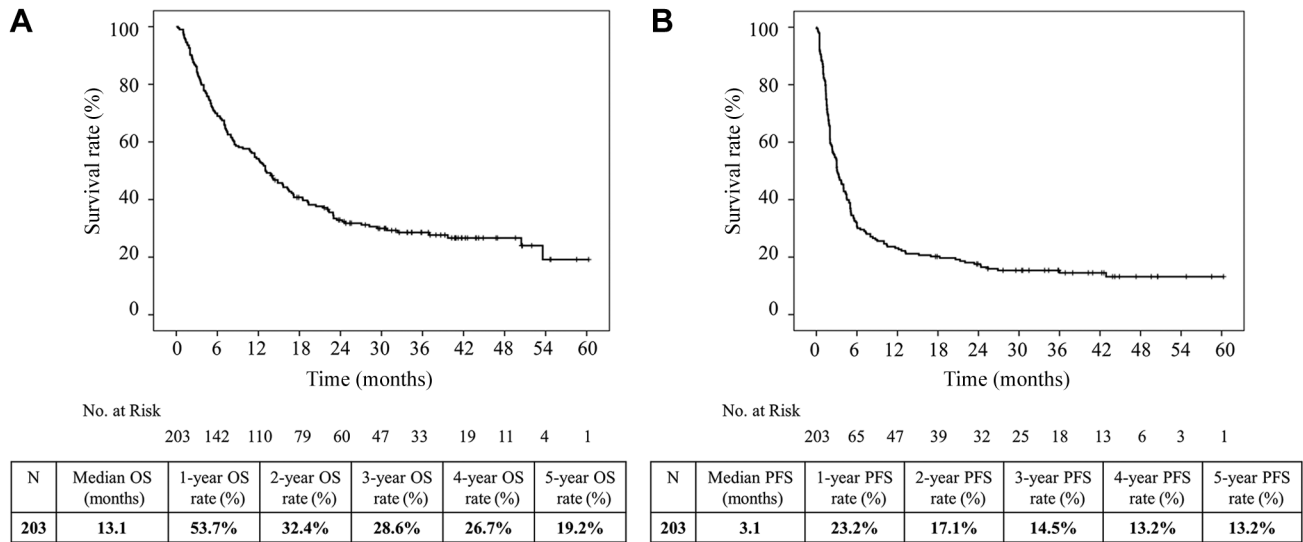 A
Survival rate (%)
100
80
60
40
20
0
0 6 12 18 24 30 36 42 48 54 60
Time (months)
No. at Risk
203 142 110 79 60 47 33 19 11 4 1
N Median OS (months) 1-year OS rate (%) 2-year OS rate (%) 3-year OS rate (%) 4-year OS rate (%) 5-year OS rate (%)
203 13.1 53.7% 32.4% 28.6% 26.7% 19.2%
B
Survival rate (%)
100
80
60
40
20
0
0 6 12 18 24 30 36 42 48 54 60
Time (months)
No. at Risk
203 65 47 39 32 25 18 13 6 3 1
N Median PFS (months) 1-year PFS rate (%) 2-year PFS rate (%) 3-year PFS rate (%) 4-year PFS rate (%) 5-year PFS rate (%)
203 3.1 23.2% 17.1% 14.5% 13.2% 13.2%